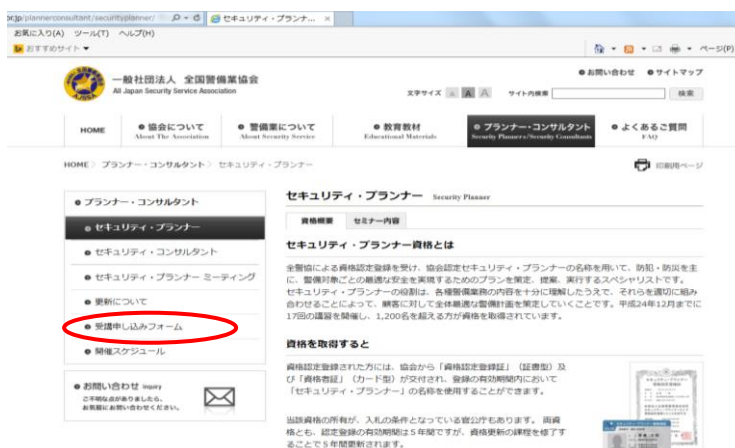 or.jp/plannerconsultant/securityplanner/
セキュリティ・プランナ... ×
お気に入り(A) ツール(T) ヘルプ(H)
おすすめサイト ▼
ページ(P)
一般社団法人 全国警備業協会
All Japan Security Service Association
●お問い合わせ ●サイトマップ
文字サイズ A A A サイト内検索 検索
HOME
●協会について
About The Association
●警備業について
About Security Service
●教育教材
Educational Materials
●プランナー・コンサルタント
Security Planners/Security Consultants
●よくあるご質問
FAQ
HOME > プランナー・コンサルタント > セキュリティ・プランナー
印刷用ページ
●プランナー・コンサルタント
●セキュリティ・プランナー
●セキュリティ・コンサルタント
●セキュリティ・プランナー ミーティング
●更新について
●受講申し込みフォーム
●開催スケジュール
●お問い合わせ inquiry
ご不明な点がありましたら、
お気軽にお問い合わせください。
セキュリティ・プランナー Security Planner
資格概要 セミナー内容
セキュリティ・プランナー資格とは
全警協による資格認定登録を受け、協会認定セキュリティ・プランナーの名称を用いて、防犯・防災を主
に、警備対象ごとの最適な安全を実現するためのプランを策定、提案、実行するスペシャリストです。
セキュリティ・プランナーの役割は、各種警備業務の内容を十分に理解したうえで、それらを適切に組み
合わせることによって、顧客に対して全体最適な警備計画を策定していくことです。平成24年12月までに
17回の講習を開催し、1,200名を超える方が資格を取得されています。
資格を取得すると
資格認定登録された方には、協会から「資格認定登録証」（証書型）及
び「資格者証」（カード型）が交付され、登録の有効期間内において
「セキュリティ・プランナー」の名称を使用することができます。
当該資格の所有が、入札の条件となっている官公庁もあります。 両資
格とも、認定登録の有効期間は５年間ですが、資格更新の課程を修了す
ることで５年間更新されます。